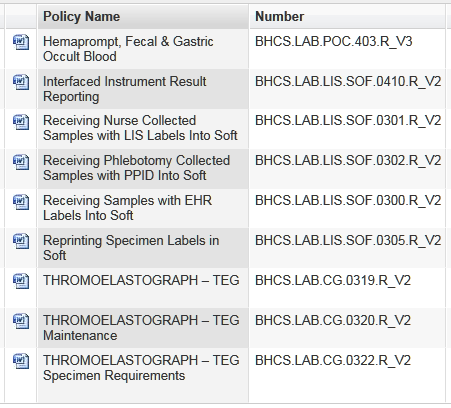 Policy Name Number
Hemaprompt, Fecal & Gastric BHCS.LAB.POC.403.R_V3
Occult Blood
Interfaced Instrument Result BHCS.LAB.LIS.SOF.0410.R_V2
Reporting
Receiving Nurse Collected BHCS.LAB.LIS.SOF.0301.R_V2
Samples with LIS Labels Into Soft
Receiving Phlebotomy Collected BHCS.LAB.LIS.SOF.0302.R_V2
Samples with PPID Into Soft
Receiving Samples with EHR BHCS.LAB.LIS.SOF.0300.R_V2
Labels Into Soft
Reprinting Specimen Labels in BHCS.LAB.LIS.SOF.0305.R_V2
Soft
THROMOELASTOGRAPH – TEG BHCS.LAB.CG.0319.R_V2
THROMOELASTOGRAPH – TEG BHCS.LAB.CG.0320.R_V2
Maintenance
THROMOELASTOGRAPH – TEG BHCS.LAB.CG.0322.R_V2
Specimen Requirements